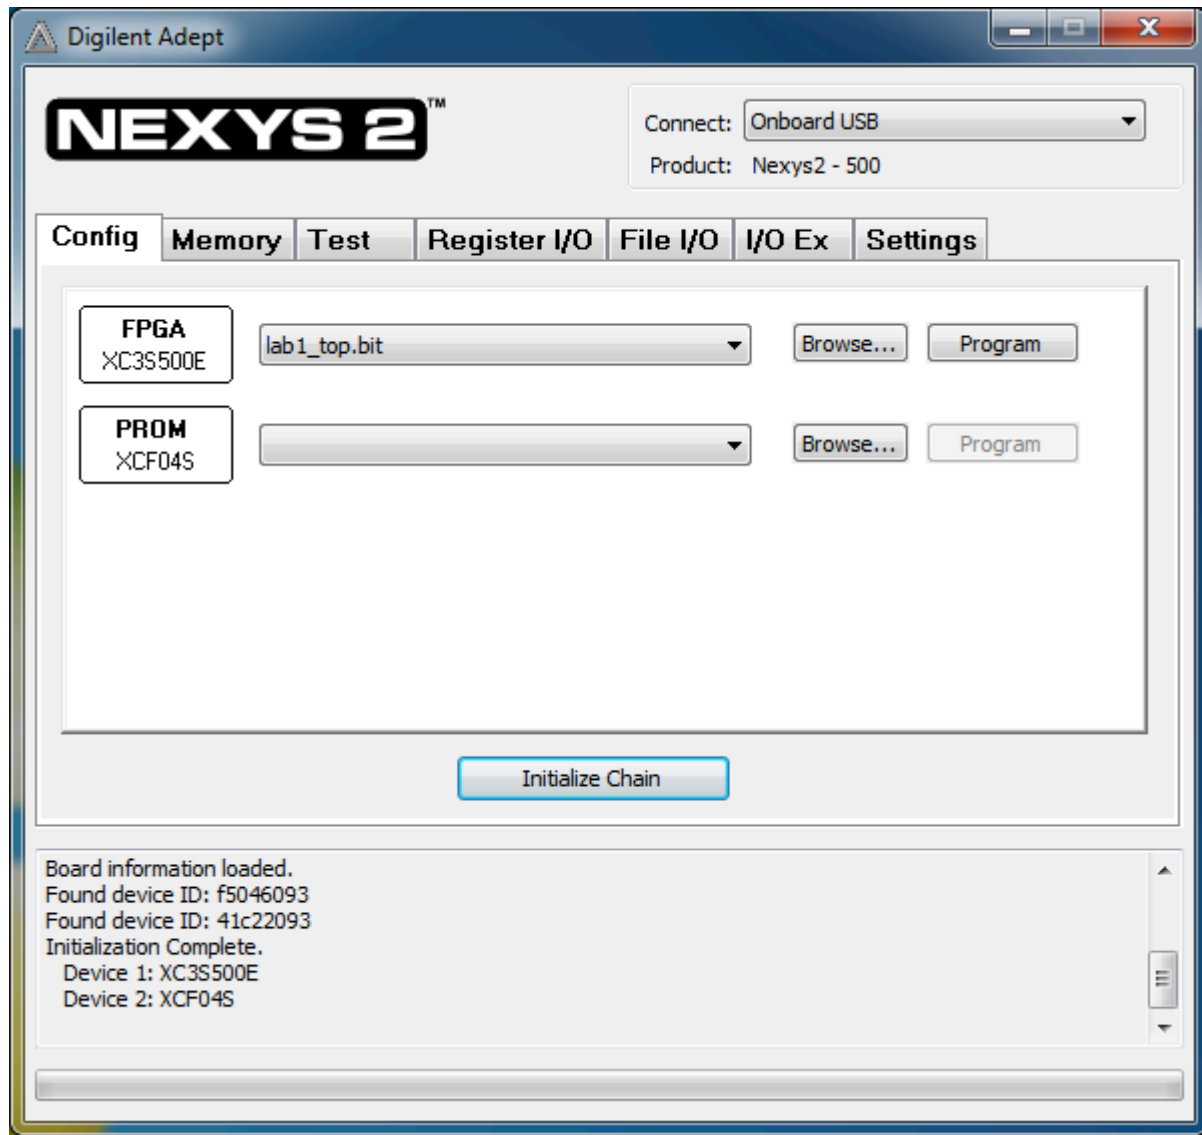 Digilent Adept
NEXYS 2™
Connect: Onboard USB
Product: Nexys2 - 500
Config Memory Test Register I/O File I/O I/O Ex Settings
FPGA
XC3S500E
lab1_top.bit Browse... Program
PROM
XCF04S
Browse... Program
Initialize Chain
Board information loaded.
Found device ID: f5046093
Found device ID: 41c22093
Initialization Complete.
Device 1: XC3S500E
Device 2: XCF04S